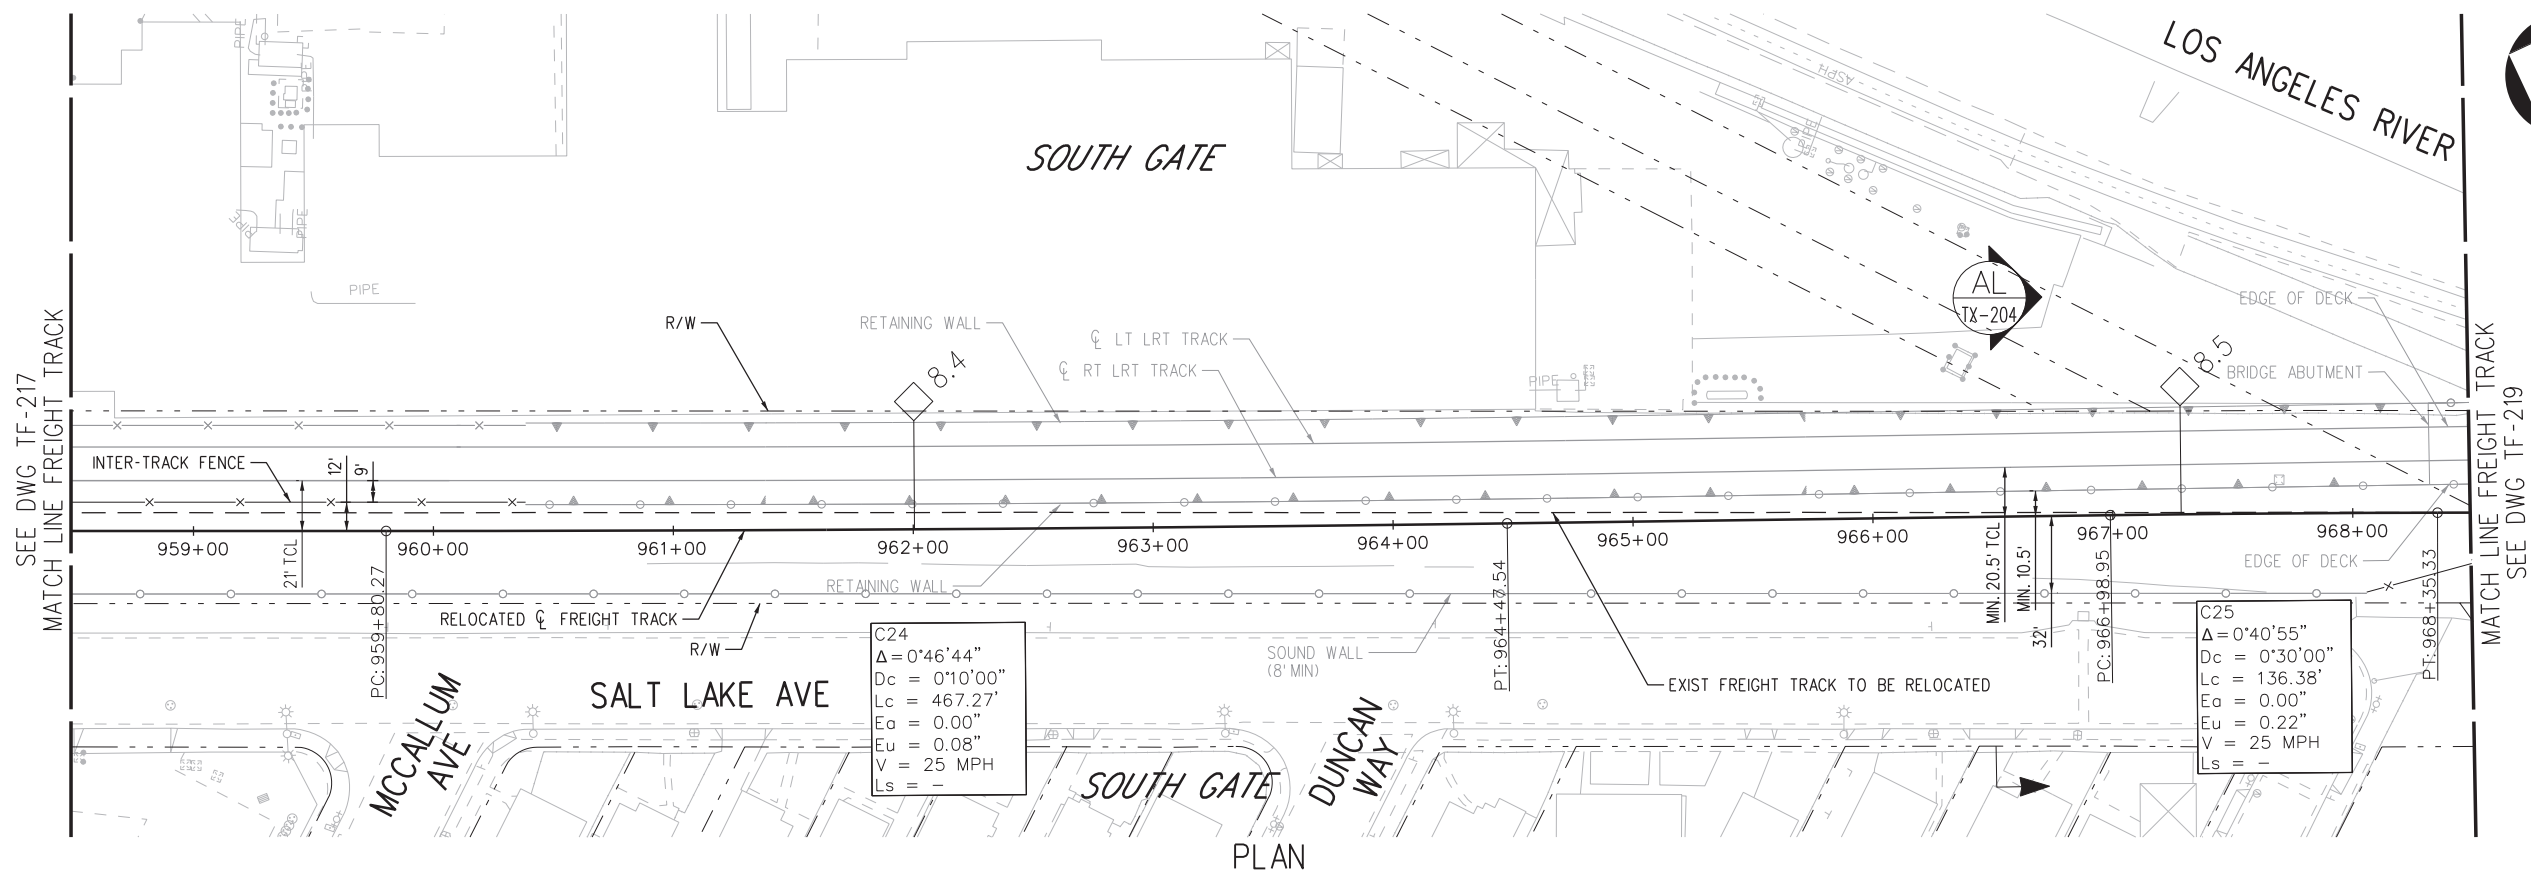 LOS ANGELES RIVER
ASPH
PIPE
PIPE
PIPE
PIPE
PIPE
PIPE
PIPE
PIPE
SOUTH GATE
AL
TX-204
SEE DWG TF-217
MATCH LINE FREIGHT TRACK
R/W
RETAINING WALL
℄ LT LRT TRACK
℄ RT LRT TRACK
8.4
8.5
EDGE OF DECK
BRIDGE ABUTMENT
MATCH LINE FREIGHT TRACK
SEE DWG TF-219
INTER-TRACK FENCE
12'
9'
959+00
960+00
961+00
962+00
963+00
964+00
965+00
966+00
967+00
968+00
21' TCL
PC: 959+80.27
PT: 964+47.54
MIN. 20.5' TCL
MIN. 10.5'
32'
PC: 966+98.95
PT: 968+35.33
EDGE OF DECK
RETAINING WALL
RELOCATED ℄ FREIGHT TRACK
R/W
SOUND WALL
(8' MIN)
EXIST FREIGHT TRACK TO BE RELOCATED
C24
Δ=0°46'44"
Dc = 0°10'00"
Lc = 467.27'
Ea = 0.00"
Eu = 0.08"
V = 25 MPH
Ls = -
C25
Δ=0°40'55"
Dc = 0°30'00"
Lc = 136.38'
Ea = 0.00"
Eu = 0.22"
V = 25 MPH
Ls = -
SALT LAKE AVE
MCCALLUM
AVE
SOUTH GATE
DUNCAN
WAY
PLAN